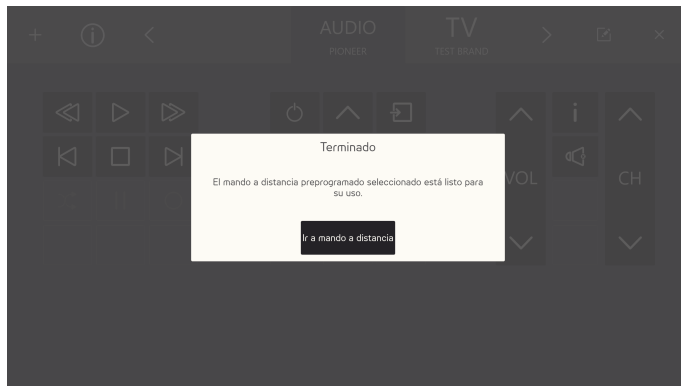 AUDIO
PIONEER
TV
TEST BRAND
VOL
CH
Terminado
El mando a distancia preprogramado seleccionado está listo para
su uso.
Ir a mando a distancia